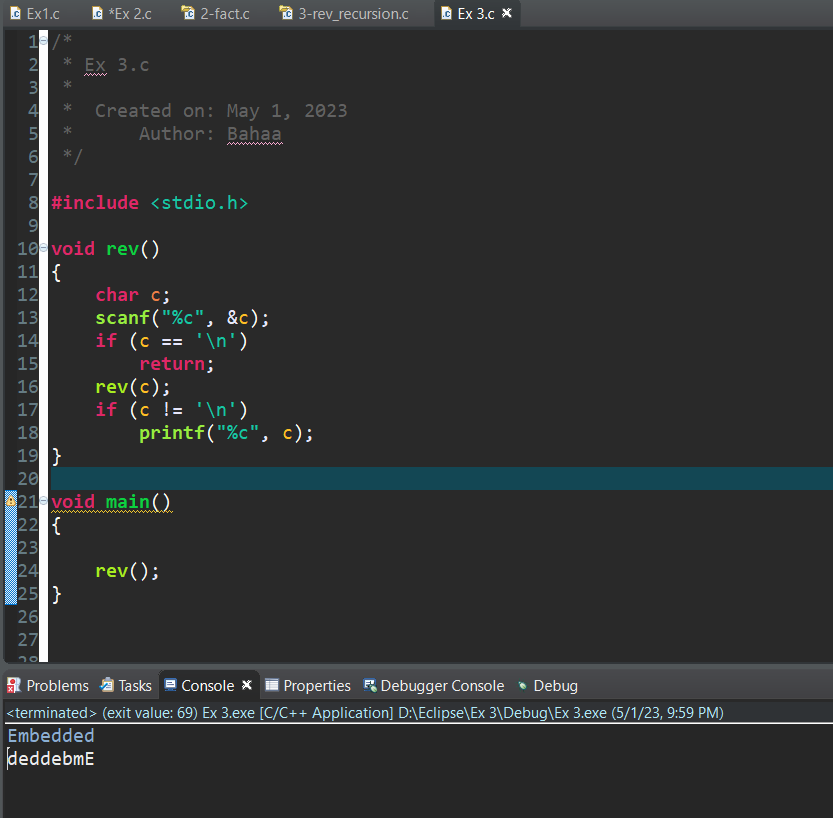 Ex1.c *Ex 2.c 2-fact.c 3-rev_recursion.c Ex 3.c
1 /*
2  * Ex 3.c
3  *
4  *  Created on: May 1, 2023
5  *      Author: Bahaa
6  */
7
8 #include <stdio.h>
9
10 void rev()
11 {
12     char c;
13     scanf("%c", &c);
14     if (c == '\n')
15         return;
16     rev(c);
17     if (c != '\n')
18         printf("%c", c);
19 }
20
21 void main()
22 {
23
24     rev();
25 }
26
27
28
Problems Tasks Console Properties Debugger Console Debug
<terminated> (exit value: 69) Ex 3.exe [C/C++ Application] D:\Eclipse\Ex 3\Debug\Ex 3.exe (5/1/23, 9:59 PM)
Embedded
deddebmE